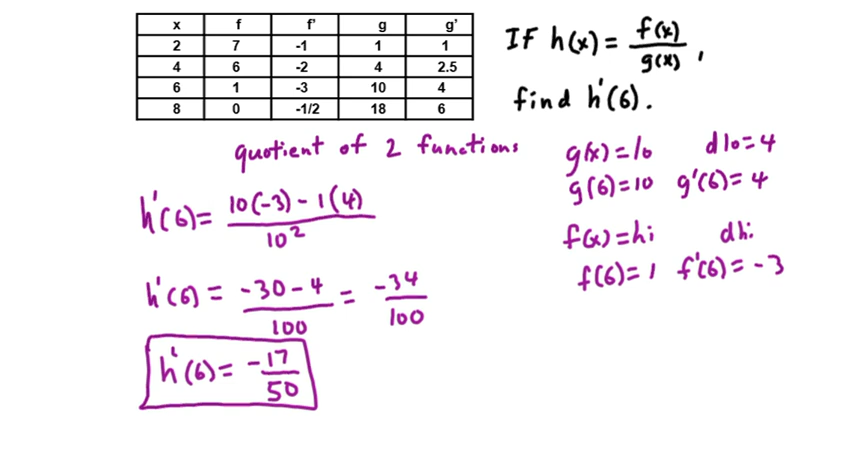 x f f' g g'
2 7 -1 1 1
4 6 -2 4 2.5
6 1 -3 10 4
8 0 -1/2 18 6
IF h(x) = f(x)/g(x),
find h'(6).
quotient of 2 functions
g(x) = lo dlo = 4
g(6) = 10 g'(6) = 4
f(x) = hi dhi
f(6) = 1 f'(6) = -3
h'(6) = 10(-3) - 1(4) / 10²
h'(6) = -30 - 4 / 100 = -34/100
h'(6) = -17/50